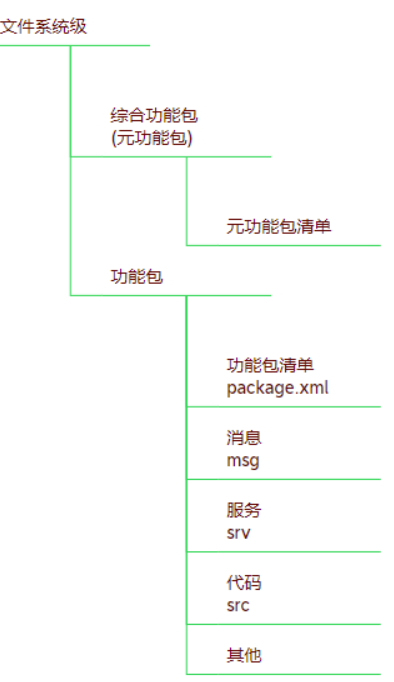 文件系统级
综合功能包
(元功能包)
元功能包清单
功能包
功能包清单
package.xml
消息
msg
服务
srv
代码
src
其他